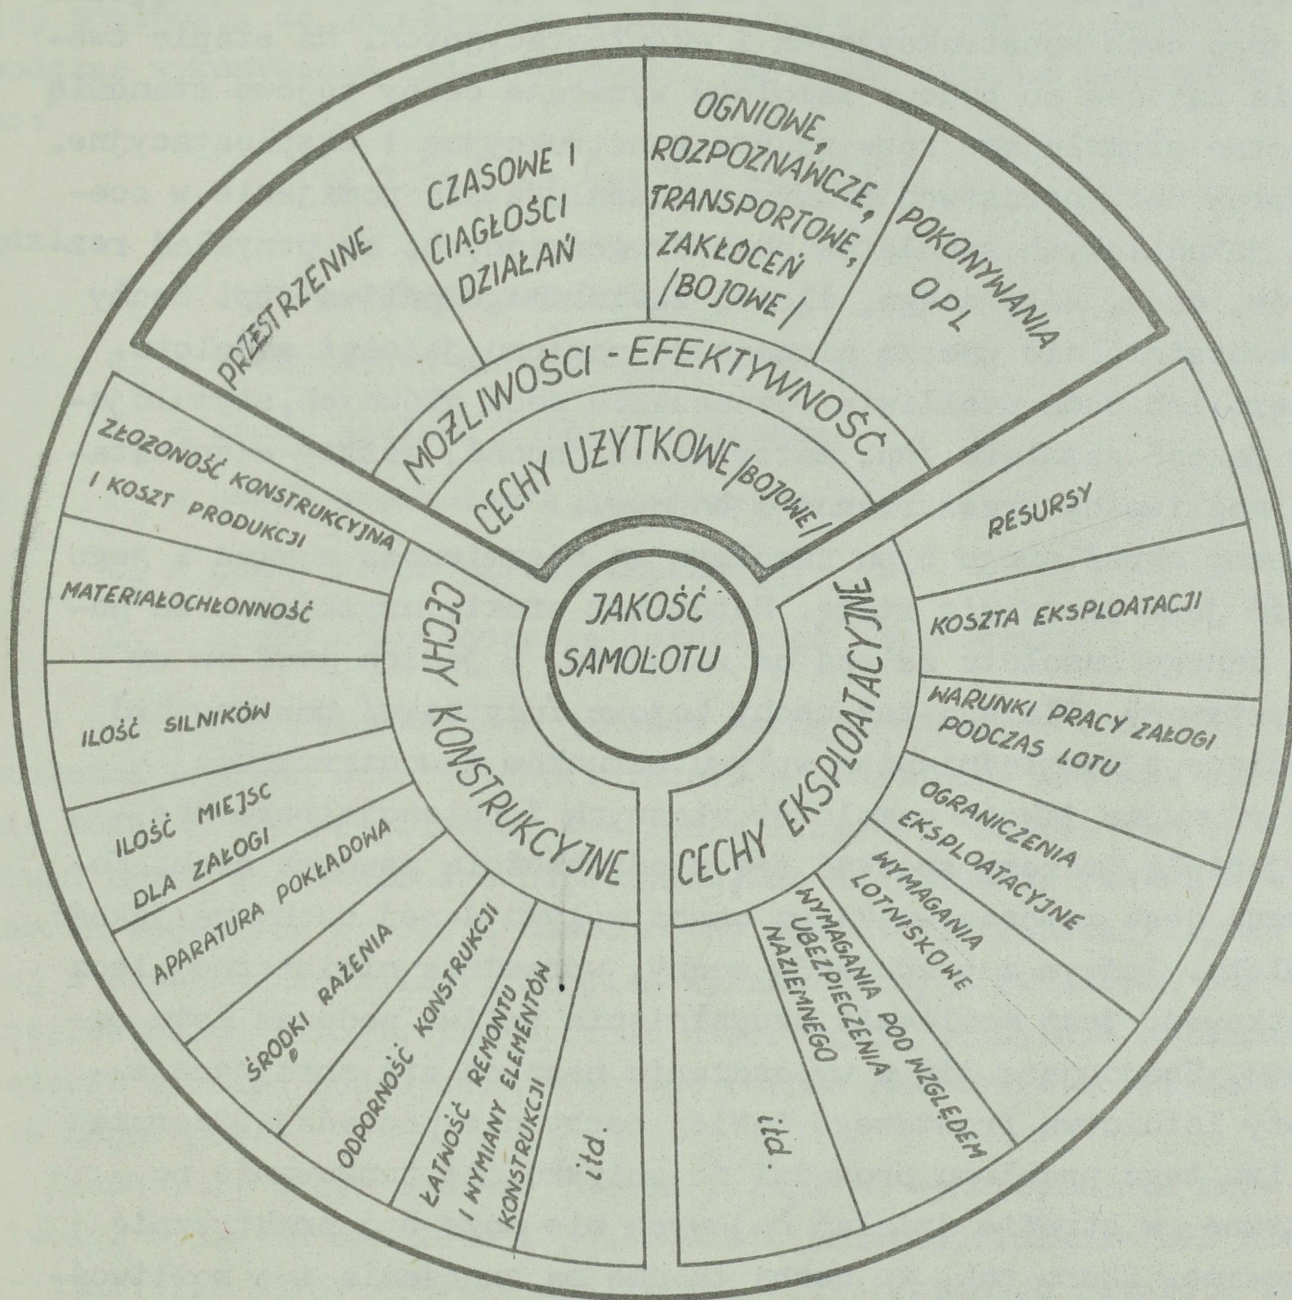 PRZESTRZENNE
CZASOWE I
CIĄGŁOŚCI
DZIAŁAŃ
OGNIOWE,
ROZPOZNAWCZE,
TRANSPORTOWE,
ZAKŁÓCEŃ
/BOJOWE/
POKONYWANIA
OPL
MOŻLIWOŚCI - EFEKTYWNOŚĆ
CECHY UŻYTKOWE /BOJOWE/
JAKOŚĆ
SAMOLOTU
CECHY KONSTRUKCYJNE
ZŁOZONOŚĆ KONSTRUKCYJNA
I KOSZT PRODUKCJI
MATERIAŁOCHŁONNOŚĆ
ILOŚĆ SILNIKÓW
ILOŚĆ MIEJSC
DLA ZAŁOGI
APARATURA POKŁADOWA
ŚRODKI RAŻENIA
ODPORNOŚĆ KONSTRUKCJI
ŁATWOŚĆ REMONTU
I WYMIANY ELEMENTÓW
KONSTRUKCJI
itd.
CECHY EKSPLOATACYJNE
RESURSY
KOSZTA EKSPLOATACJI
WARUNKI PRACY ZAŁOGI
PODCZAS LOTU
OGRANICZENIA
EKSPLOATACYJNE
WYMAGANIA
LOTNISKOWE
WYMAGANIA POD WZGLĘDEM
UBEZPIECZENIA
NAZIEMNEGO
itd.